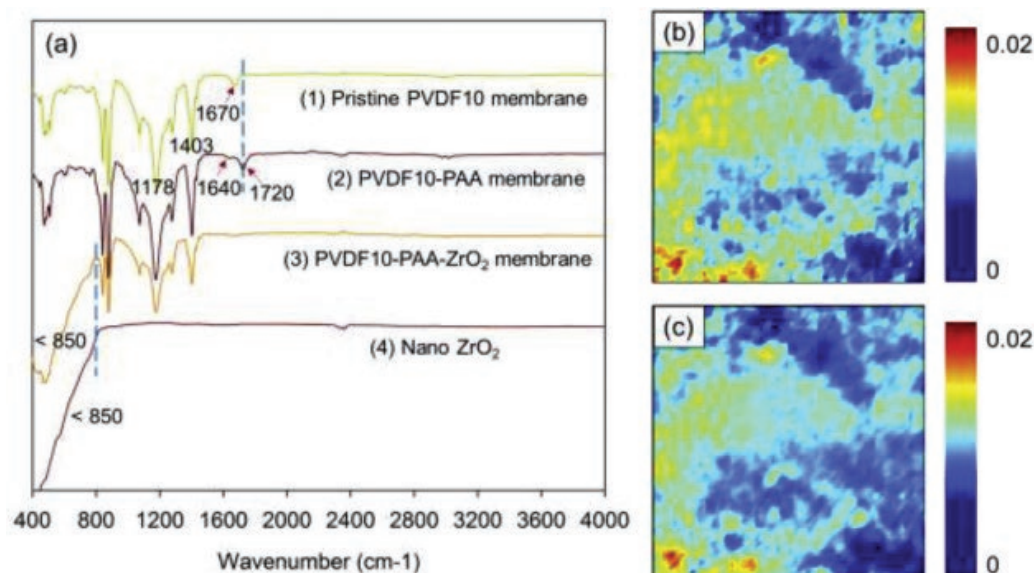 (a)
(1) Pristine PVDF10 membrane
1670
1403
1178
1640
1720
(2) PVDF10-PAA membrane
(3) PVDF10-PAA-ZrO₂ membrane
< 850
(4) Nano ZrO₂
< 850
400 800 1200 1600 2000 2400 2800 3200 3600 4000
Wavenumber (cm-1)
(b)
0.02
0
(c)
0.02
0